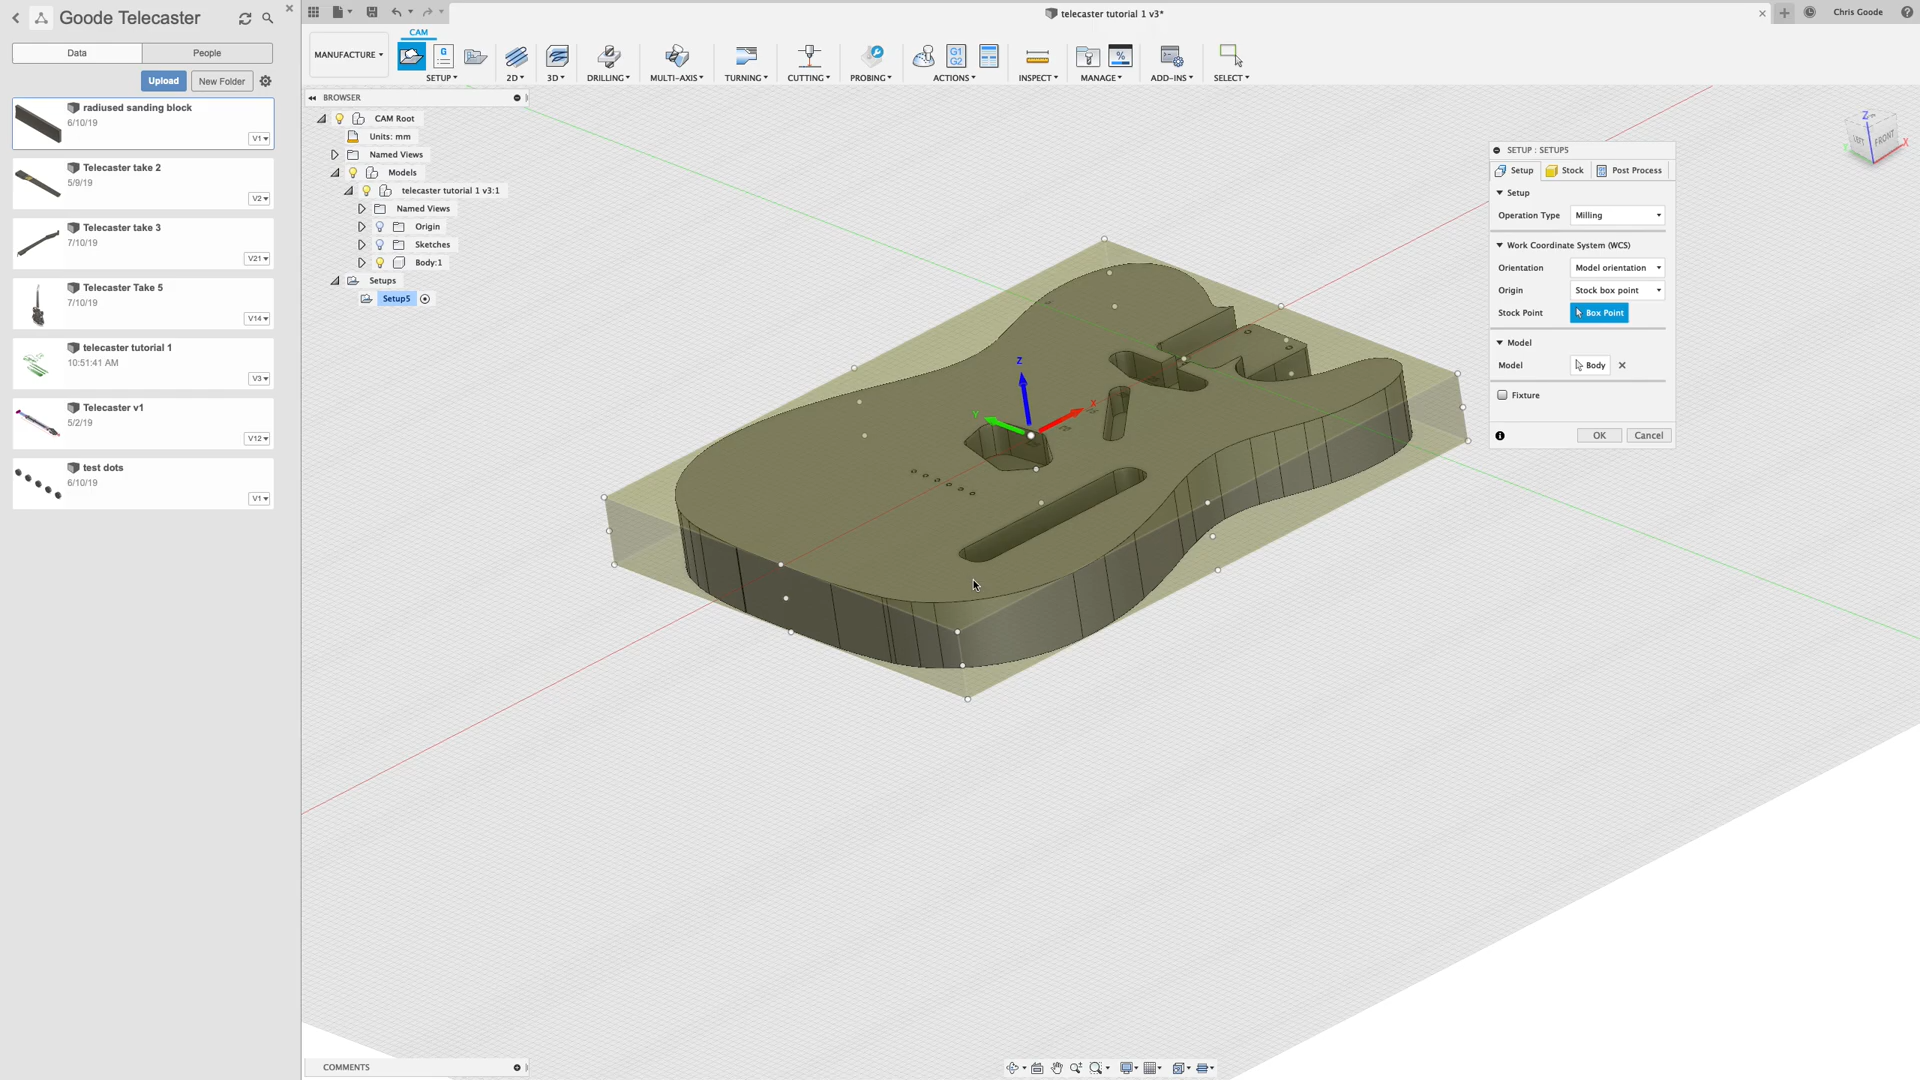 Goode Telecaster
Data
People
Upload
New Folder
radiused sanding block
6/10/19
V1
Telecaster take 2
5/9/19
V2
Telecaster take 3
7/10/19
V21
Telecaster Take 5
7/10/19
V14
telecaster tutorial 1
10:51:41 AM
V3
Telecaster v1
5/2/19
V12
test dots
6/10/19
V1
telecaster tutorial 1 v3*
Chris Goode
CAM
MANUFACTURE
SETUP
2D
3D
DRILLING
MULTI-AXIS
TURNING
CUTTING
PROBING
G1
G2
ACTIONS
INSPECT
MANAGE
ADD-INS
SELECT
BROWSER
CAM Root
Units: mm
Named Views
Models
telecaster tutorial 1 v3:1
Named Views
Origin
Sketches
Body:1
Setups
Setup5
Z
X
Y
Z
LEFT
FRONT
X
SETUP : SETUP5
Setup
Stock
Post Process
Setup
Operation Type
Milling
Work Coordinate System (WCS)
Orientation
Model orientation
Origin
Stock box point
Stock Point
Box Point
Model
Model
Body
Fixture
OK
Cancel
COMMENTS